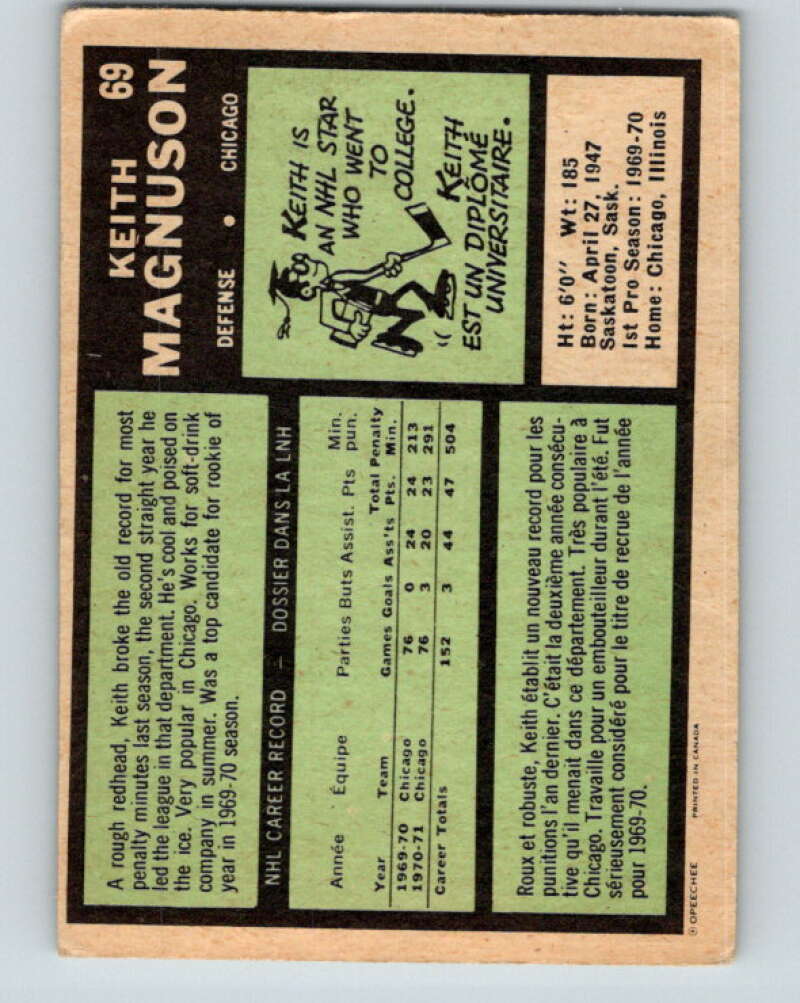 69
KEITH
MAGNUSON
DEFENSE • CHICAGO
KEITH IS
AN NHL STAR
WHO WENT
TO
COLLEGE.
KEITH
EST UN DIPLÔMÉ
UNIVERSITAIRE.
Ht: 6'0" Wt: 185
Born: April 27, 1947
Saskatoon, Sask.
1st Pro Season: 1969-70
Home: Chicago, Illinois
A rough redhead, Keith broke the old record for most
penalty minutes last season, the second straight year he
led the league in that department. He's cool and poised on
the ice. Very popular in Chicago. Works for soft-drink
company in summer. Was a top candidate for rookie of
year in 1969-70 season.
NHL CAREER RECORD — DOSSIER DANS LA LNH
Année Équipe Parties Buts Assist. Pts Min. pun.
Year Team Games Goals Ass'ts Total Pts. Penalty Min.
1969-70 Chicago 76 0 24 24 213
1970-71 Chicago 76 3 20 23 291
Career Totals 152 3 44 47 504
Roux et robuste, Keith établit un nouveau record pour les
punitions l'an dernier. C'était la deuxième année consécu-
tive qu'il menait dans ce département. Très populaire à
Chicago. Travaille pour un embouteilleur durant l'été. Fut
sérieusement considéré pour le titre de recrue de l'année
pour 1969-70.
© OPEECHEE PRINTED IN CANADA